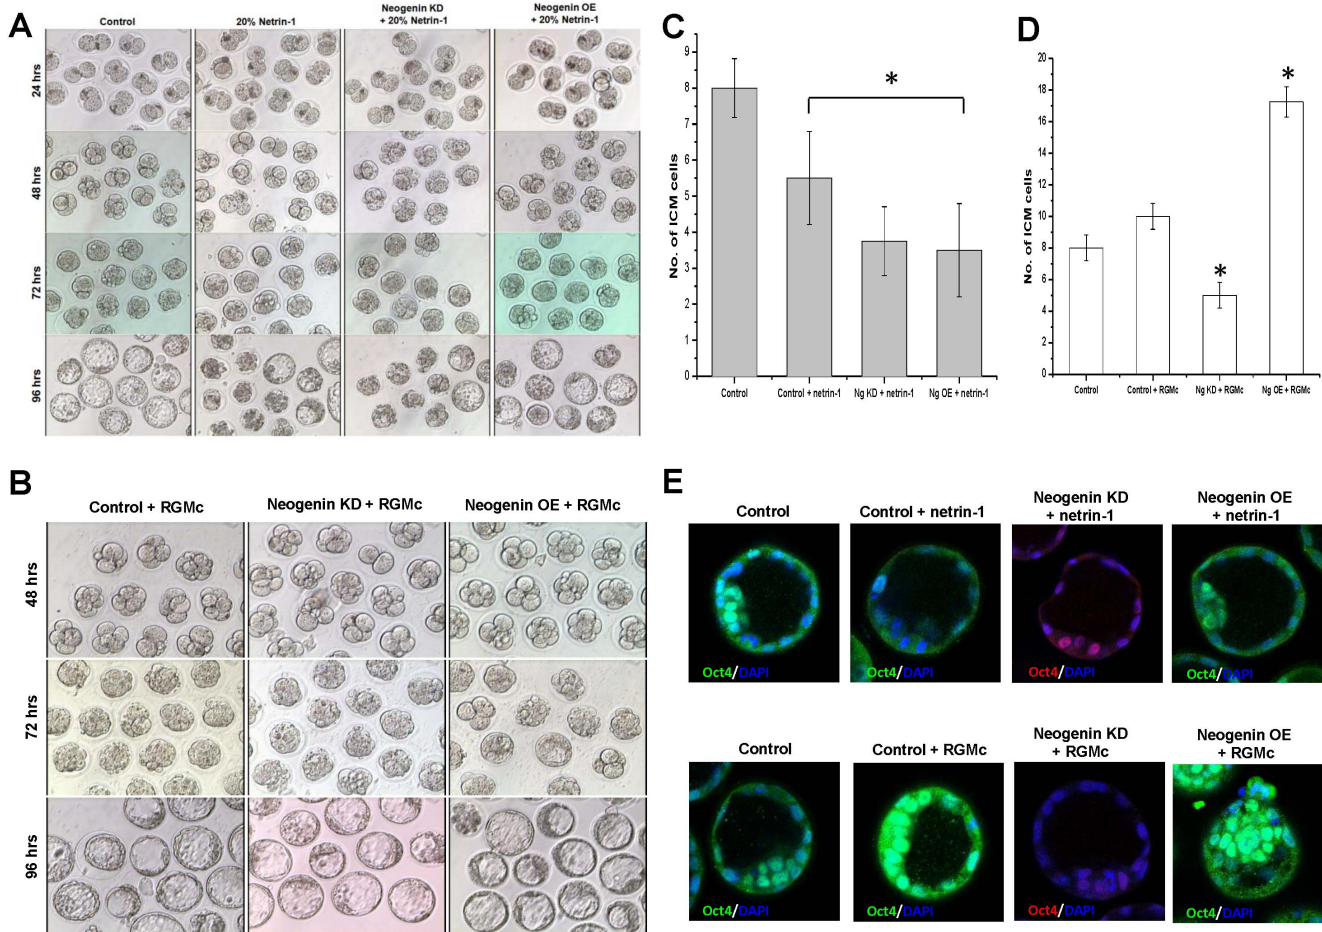 A
Control
20% Netrin-1
Neogenin KD
+ 20% Netrin-1
Neogenin OE
+ 20% Netrin-1
24 hrs
48 hrs
72 hrs
96 hrs
B
Control + RGMc
Neogenin KD + RGMc
Neogenin OE + RGMc
48 hrs
72 hrs
96 hrs
C
No. of ICM cells
9
8
7
6
5
4
3
2
1
0
*
Control
Control + netrin-1
Ng KD + netrin-1
Ng OE + netrin-1
D
No. of ICM cells
20
18
16
14
12
10
8
6
4
2
0
*
*
Control
Control + RGMc
Ng KD + RGMc
Ng OE + RGMc
E
Control
Control + netrin-1
Neogenin KD
+ netrin-1
Neogenin OE
+ netrin-1
Oct4/DAPI
Oct4/DAPI
Oct4/DAPI
Oct4/DAPI
Control
Control + RGMc
Neogenin KD
+ RGMc
Neogenin OE
+ RGMc
Oct4/DAPI
Oct4/DAPI
Oct4/DAPI
Oct4/DAPI